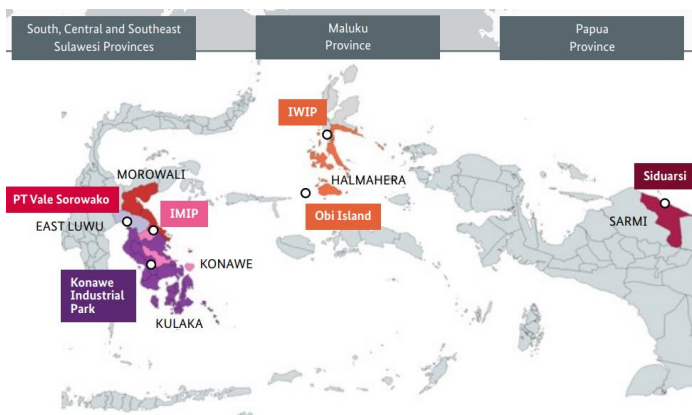 South, Central and Southeast
Sulawesi Provinces
Maluku
Province
Papua
Province
IWIP
MOROWALI
HALMAHERA
Siduarsi
PT Vale Sorowako
IMIP
Obi Island
SARMI
EAST LUWU
KONAWE
Konawe
Industrial
Park
KULAKA